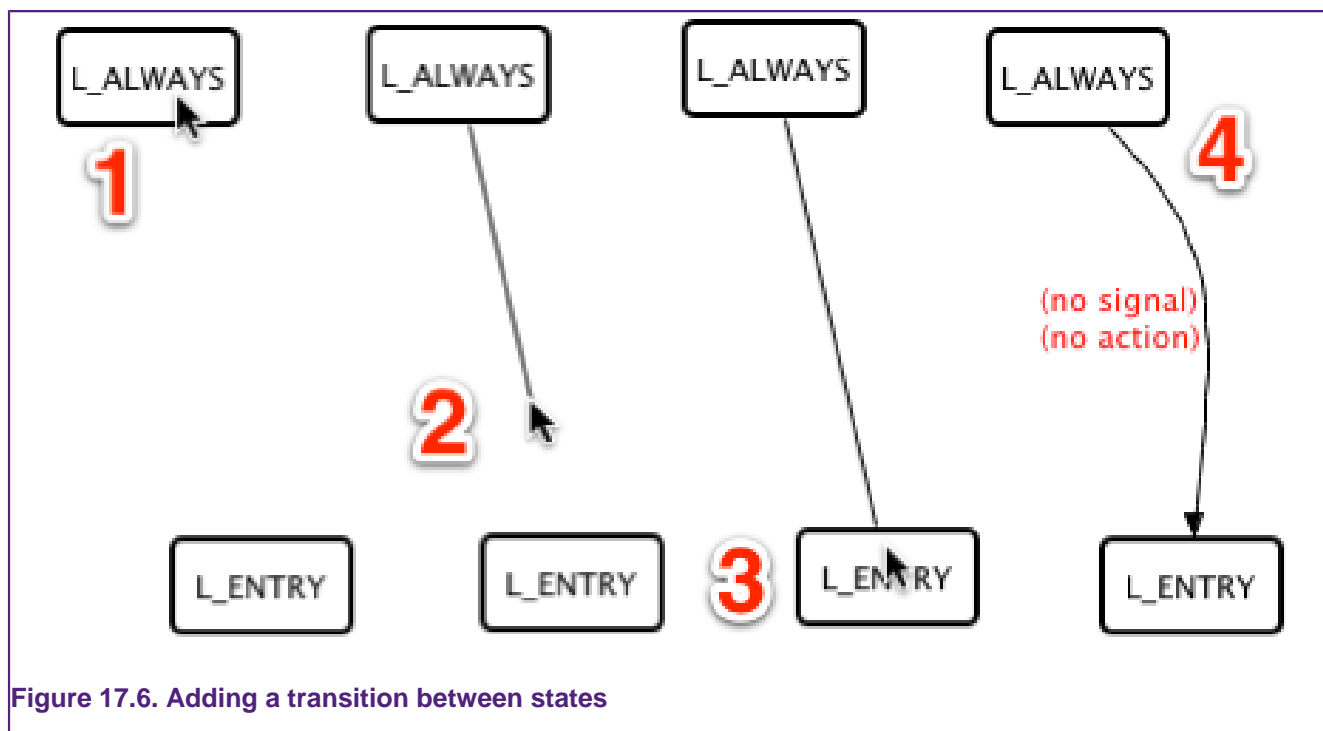 L_ALWAYS
L_ALWAYS
L_ALWAYS
L_ALWAYS
1
4
(no signal)
(no action)
2
3
L_ENTRY
L_ENTRY
L_ENTRY
L_ENTRY
Figure 17.6. Adding a transition between states